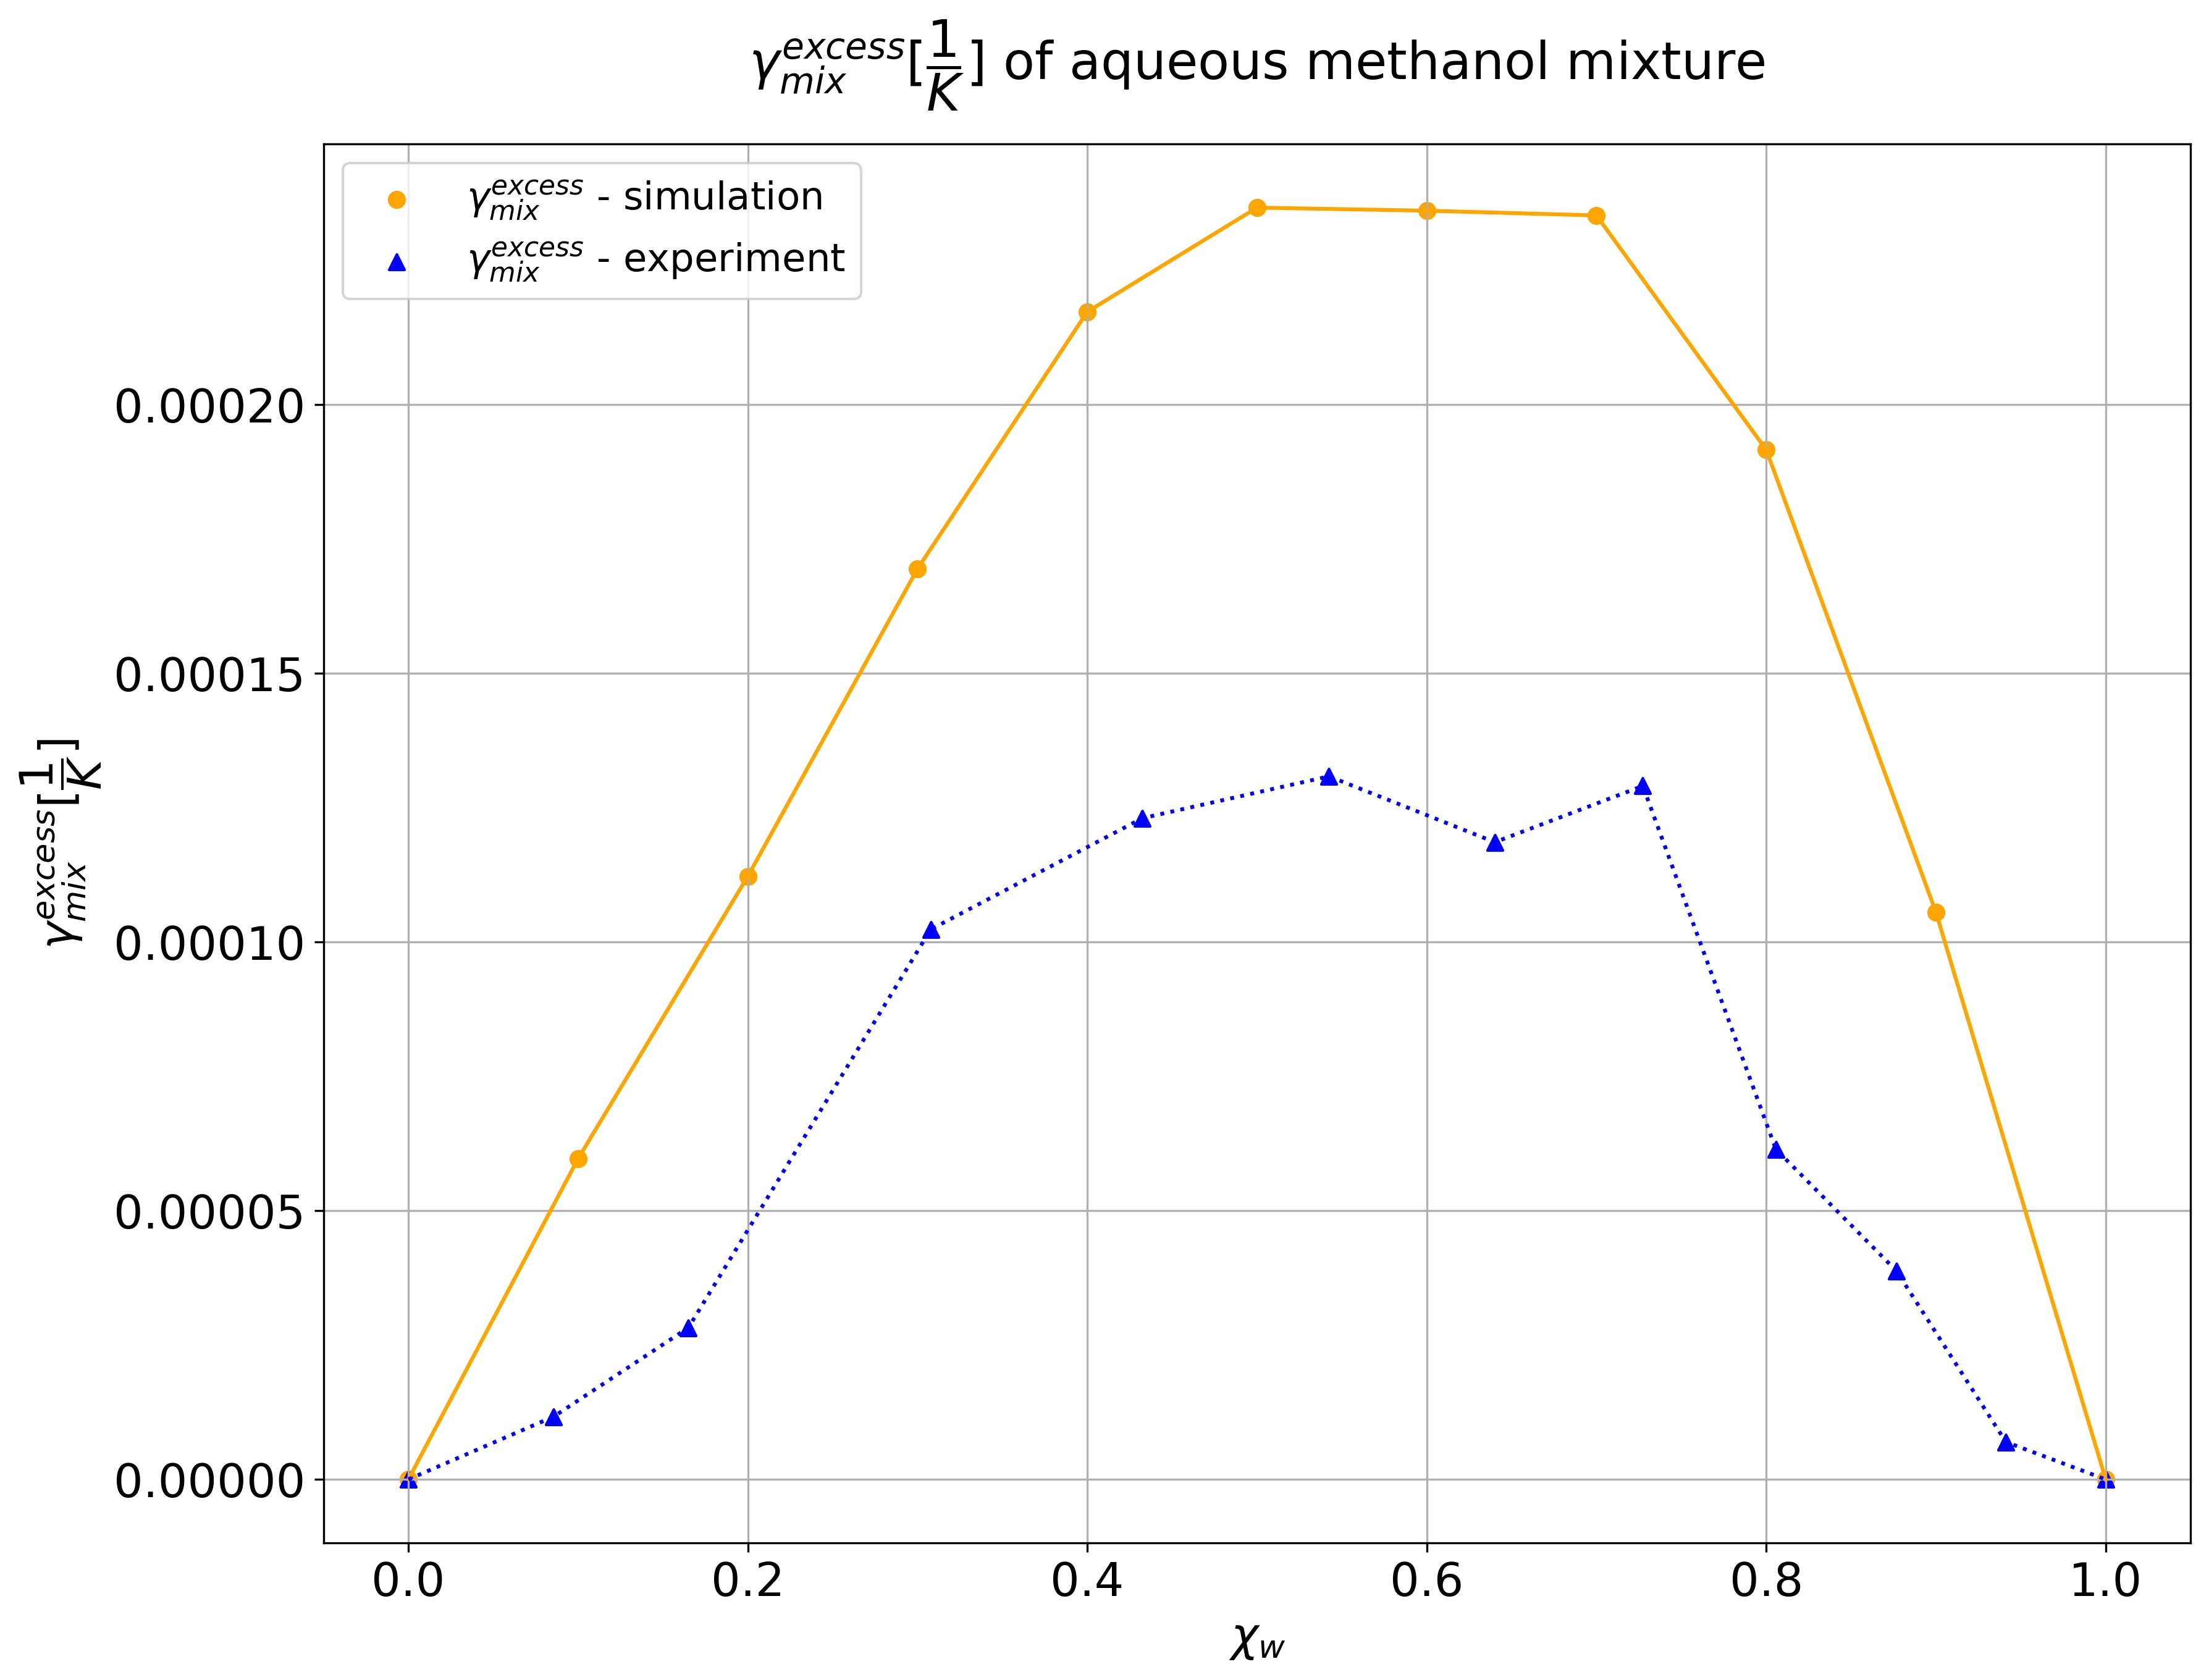 γ_mix^excess[1/K] of aqueous methanol mixture
γ_mix^excess - simulation
γ_mix^excess - experiment
γ_mix^excess[1/K]
0.00020
0.00015
0.00010
0.00005
0.00000
0.0 0.2 0.4 0.6 0.8 1.0
χ_w